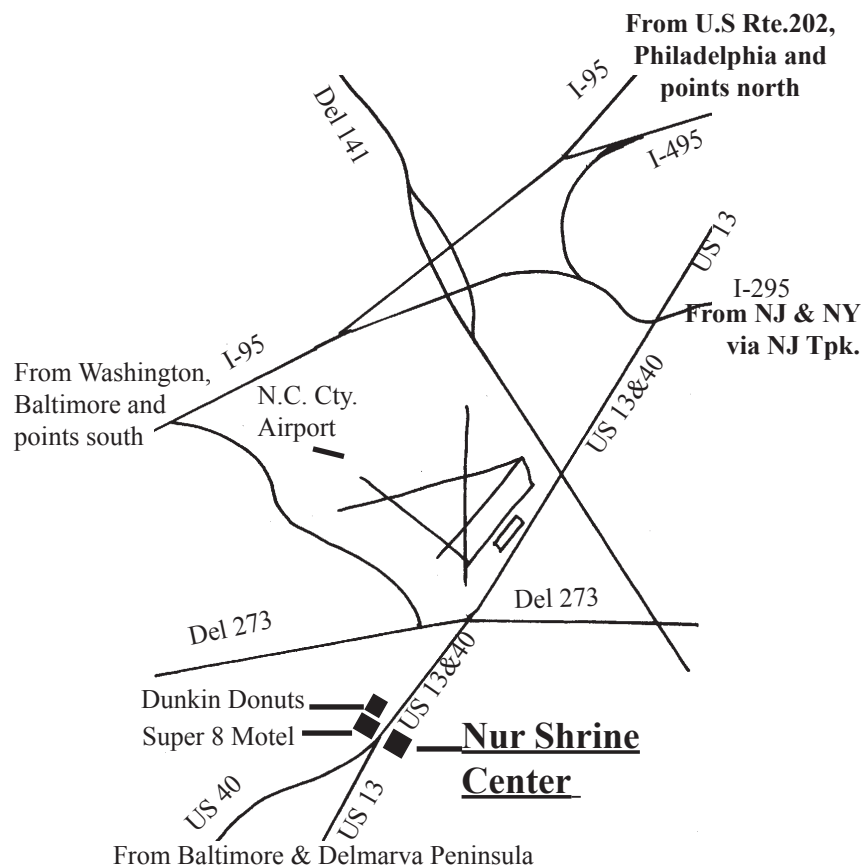 From U.S Rte.202,
Philadelphia and
points north
I-95
Del 141
I-495
US 13
I-295
From NJ & NY
via NJ Tpk.
I-95
From Washington,
Baltimore and
points south
N.C. Cty.
Airport
US 13&40
Del 273
Del 273
US 13&40
Dunkin Donuts
Super 8 Motel
Nur Shrine
Center
US 40
US 13
From Baltimore & Delmarva Peninsula